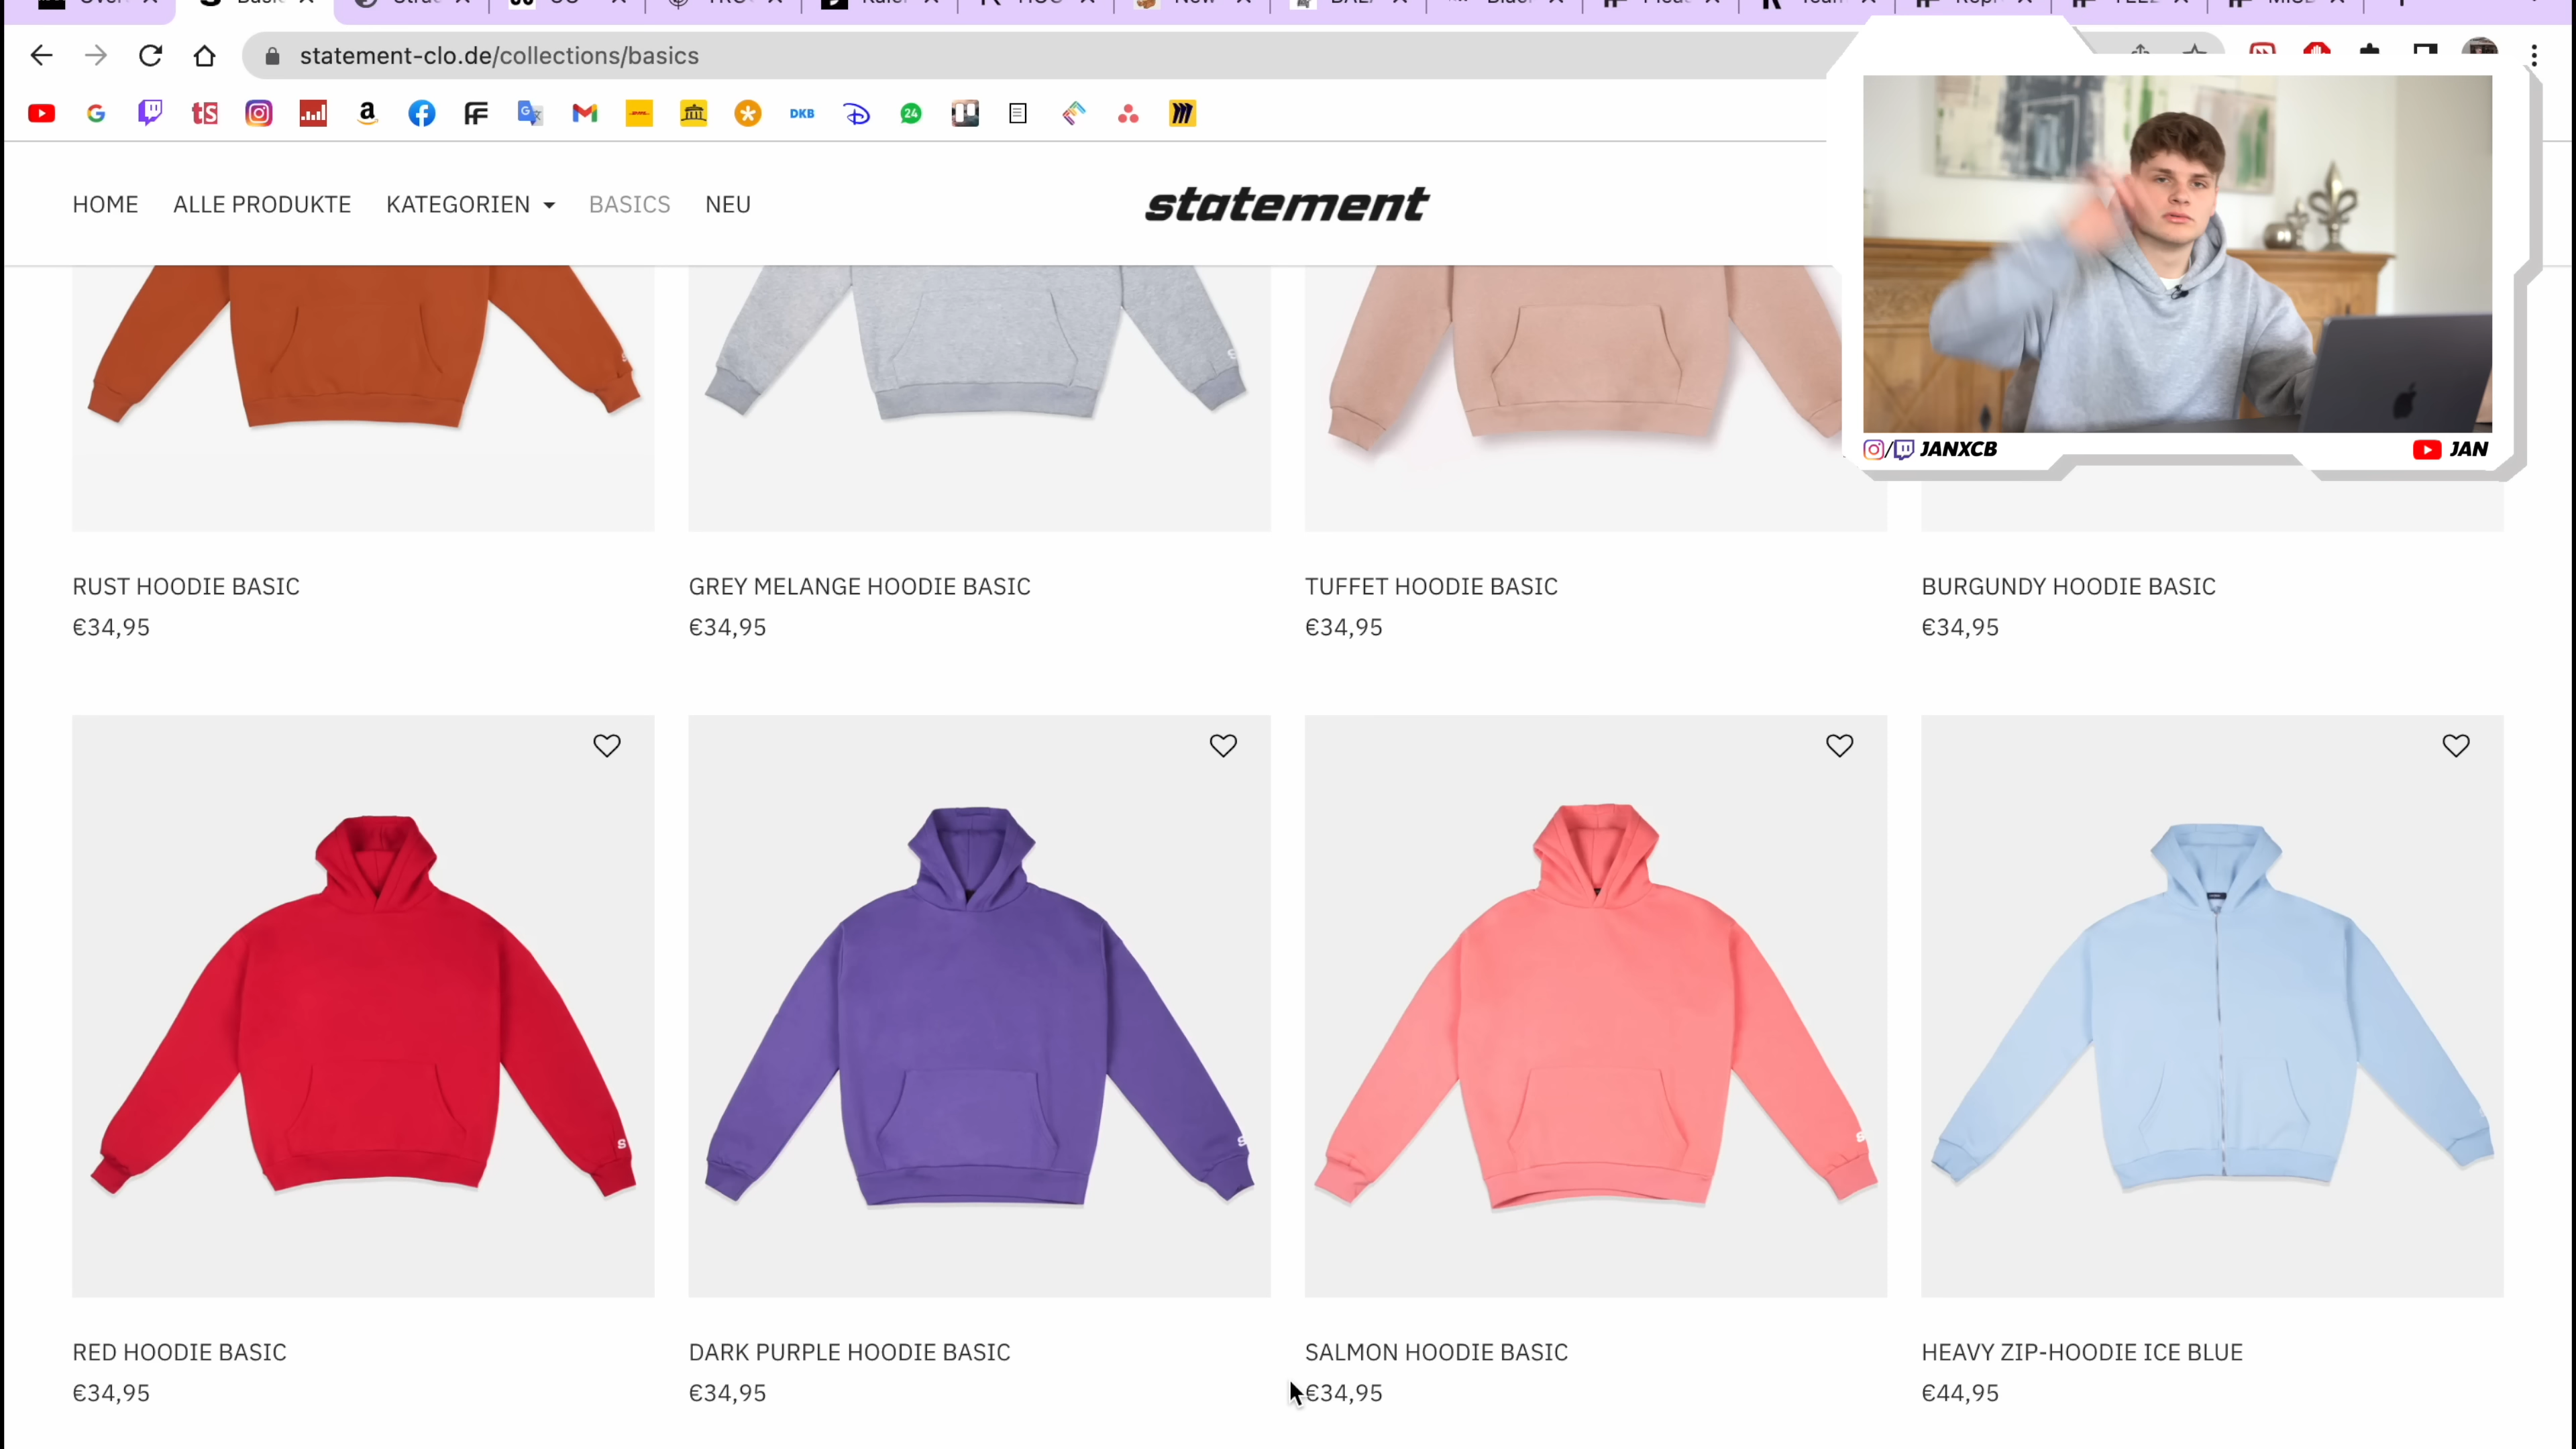 statement-clo.de/collections/basics
DKB
24
HOME ALLE PRODUKTE KATEGORIEN BASICS NEU
statement
JANXCB JAN
RUST HOODIE BASIC
€34,95
GREY MELANGE HOODIE BASIC
€34,95
TUFFET HOODIE BASIC
€34,95
BURGUNDY HOODIE BASIC
€34,95
RED HOODIE BASIC
€34,95
DARK PURPLE HOODIE BASIC
€34,95
SALMON HOODIE BASIC
€34,95
HEAVY ZIP-HOODIE ICE BLUE
€44,95